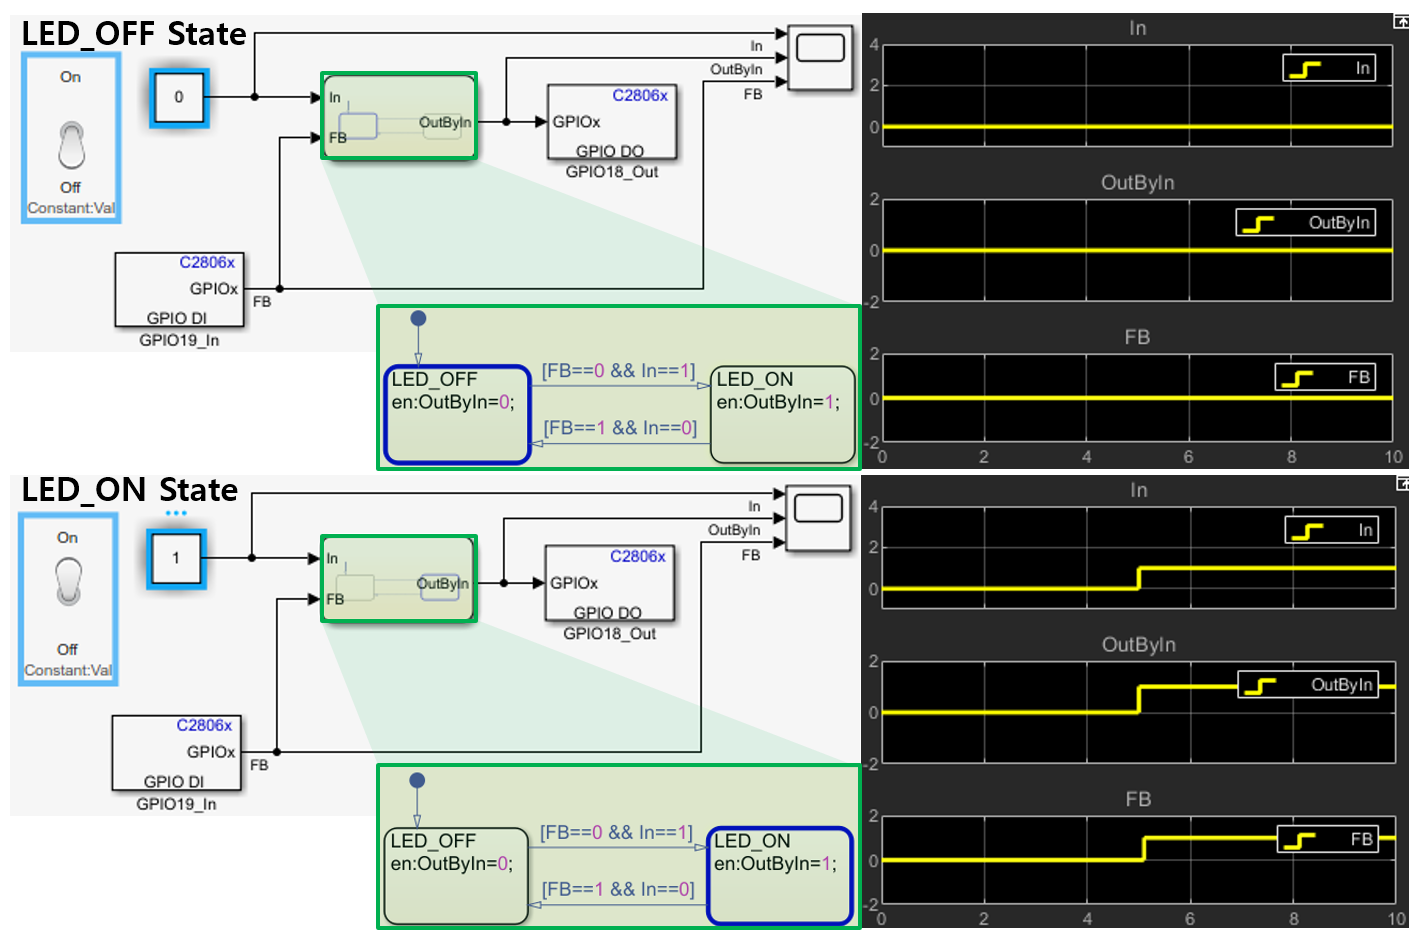 LED_OFF State
On
Off
Constant:Val
0
In
FB
OutByIn
C2806x
GPIOx
GPIO DO
GPIO18_Out
In
OutByIn
FB
C2806x
GPIOx
GPIO DI
GPIO19_In
FB
LED_OFF
en:OutByIn=0;
[FB==0 && In==1]
[FB==1 && In==0]
LED_ON
en:OutByIn=1;
In
4
2
0
In
OutByIn
2
0
-2
OutByIn
FB
2
0
-2
FB
0 2 4 6 8 10
LED_ON State
On
Off
Constant:Val
1
In
FB
OutByIn
C2806x
GPIOx
GPIO DO
GPIO18_Out
In
OutByIn
FB
C2806x
GPIOx
GPIO DI
GPIO19_In
FB
LED_OFF
en:OutByIn=0;
[FB==0 && In==1]
[FB==1 && In==0]
LED_ON
en:OutByIn=1;
In
4
2
0
In
OutByIn
2
0
-2
OutByIn
FB
2
0
-2
FB
0 2 4 6 8 10